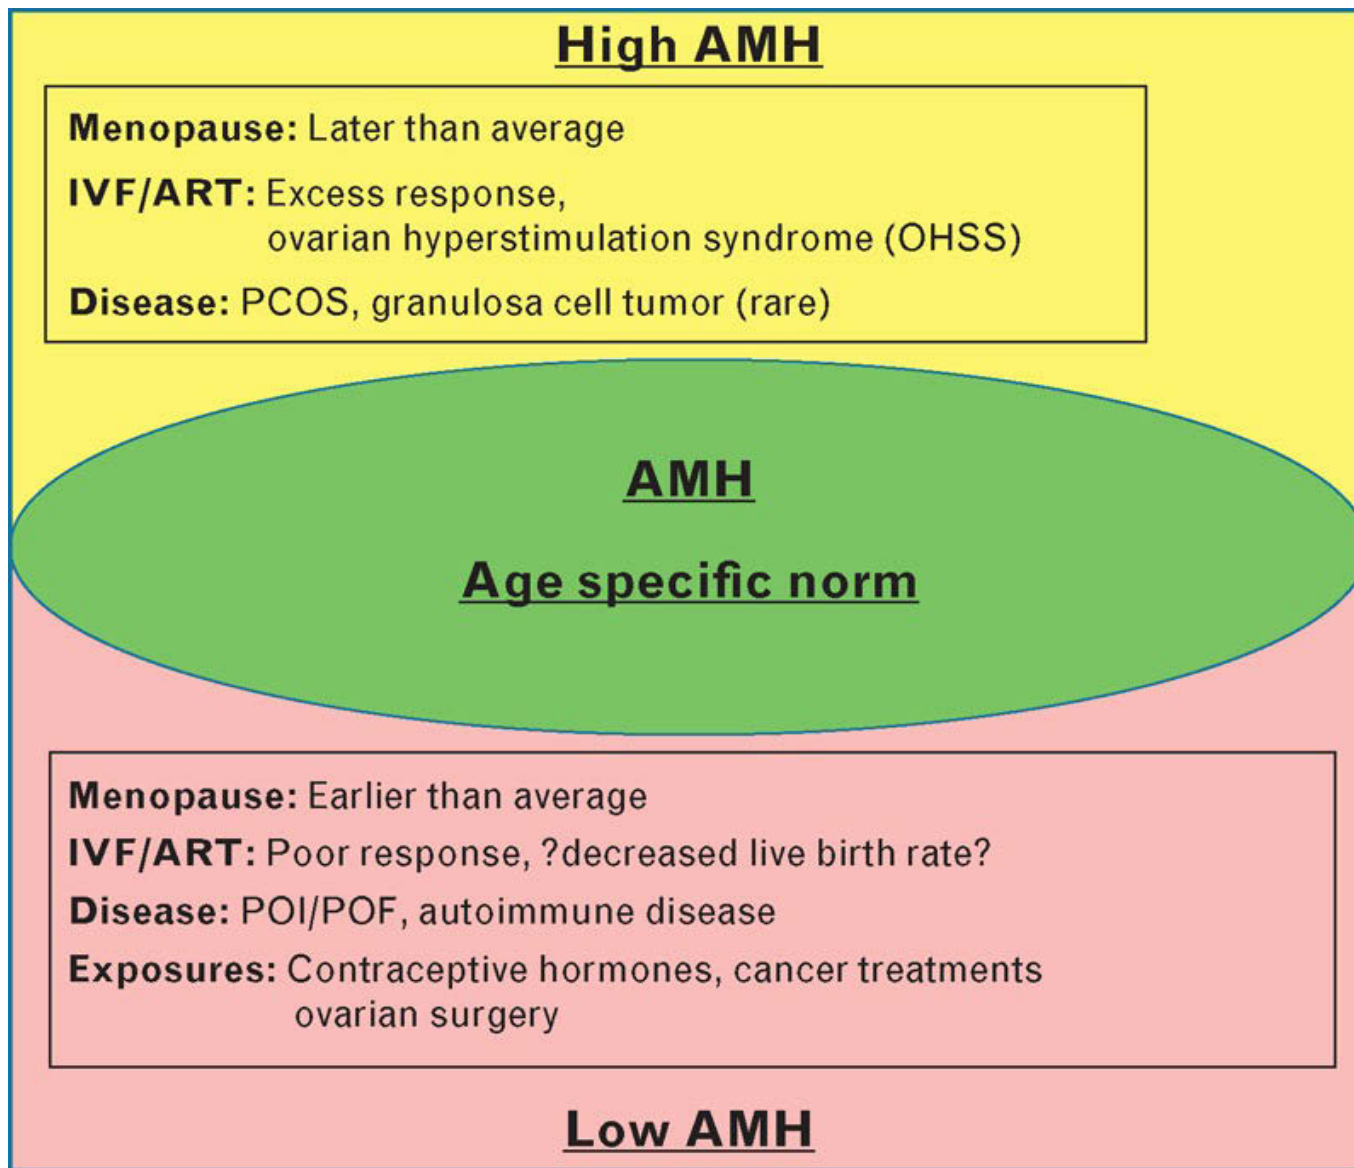 High AMH
Menopause: Later than average
IVF/ART: Excess response,
ovarian hyperstimulation syndrome (OHSS)
Disease: PCOS, granulosa cell tumor (rare)
AMH
Age specific norm
Menopause: Earlier than average
IVF/ART: Poor response, ?decreased live birth rate?
Disease: POI/POF, autoimmune disease
Exposures: Contraceptive hormones, cancer treatments
ovarian surgery
Low AMH